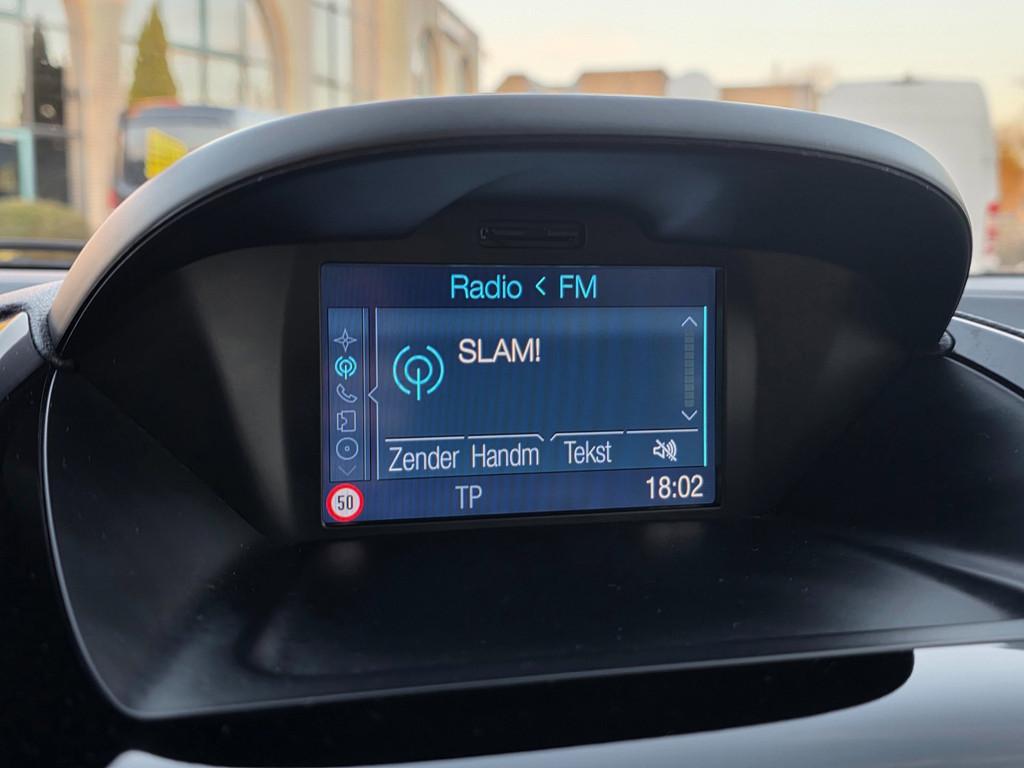 Radio < FM
SLAM!
Zender Handm Tekst
50 TP 18:02